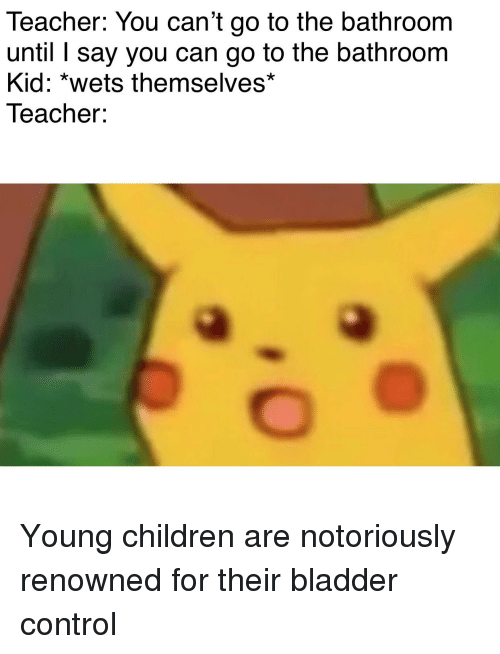 Teacher: You can’t go to the bathroom
until I say you can go to the bathroom
Kid: *wets themselves*
Teacher:
Young children are notoriously
renowned for their bladder
control